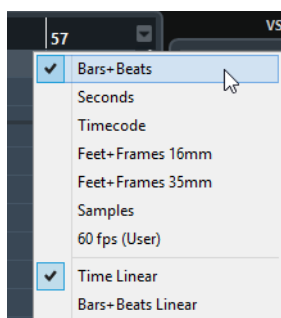 57
VS
Bars+Beats
Seconds
Timecode
Feet+Frames 16mm
Feet+Frames 35mm
Samples
60 fps (User)
Time Linear
Bars+Beats Linear